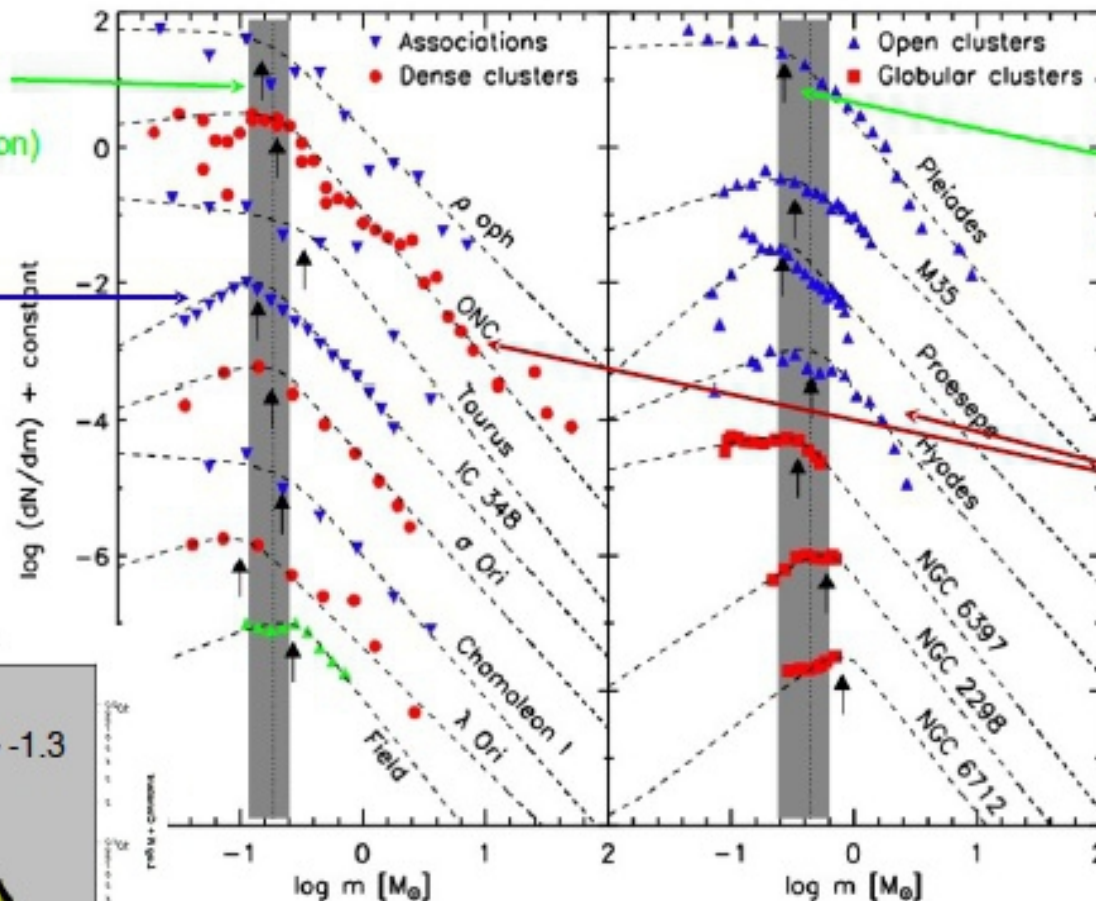 Associations
Dense clusters
Open clusters
Globular clusters
on)
log (dN/dm) + constant
2
0
−2
−4
−6
ρ oph
ONC
Taurus
IC 348
σ Ori
Chamaleon I
λ Ori
Field
Pleiades
M35
Praesepe
Hyades
NGC 6397
NGC 2298
NGC 6712
-1.3
−1 0 1 2
−1 0 2
log m [M⊙]
log m [M⊙]